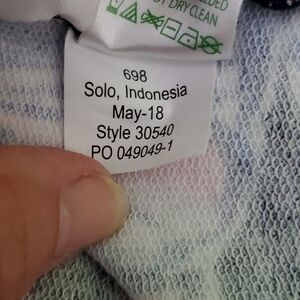 DRY CLEAN
698
Solo, Indonesia
May-18
Style 30540
PO 049049-1